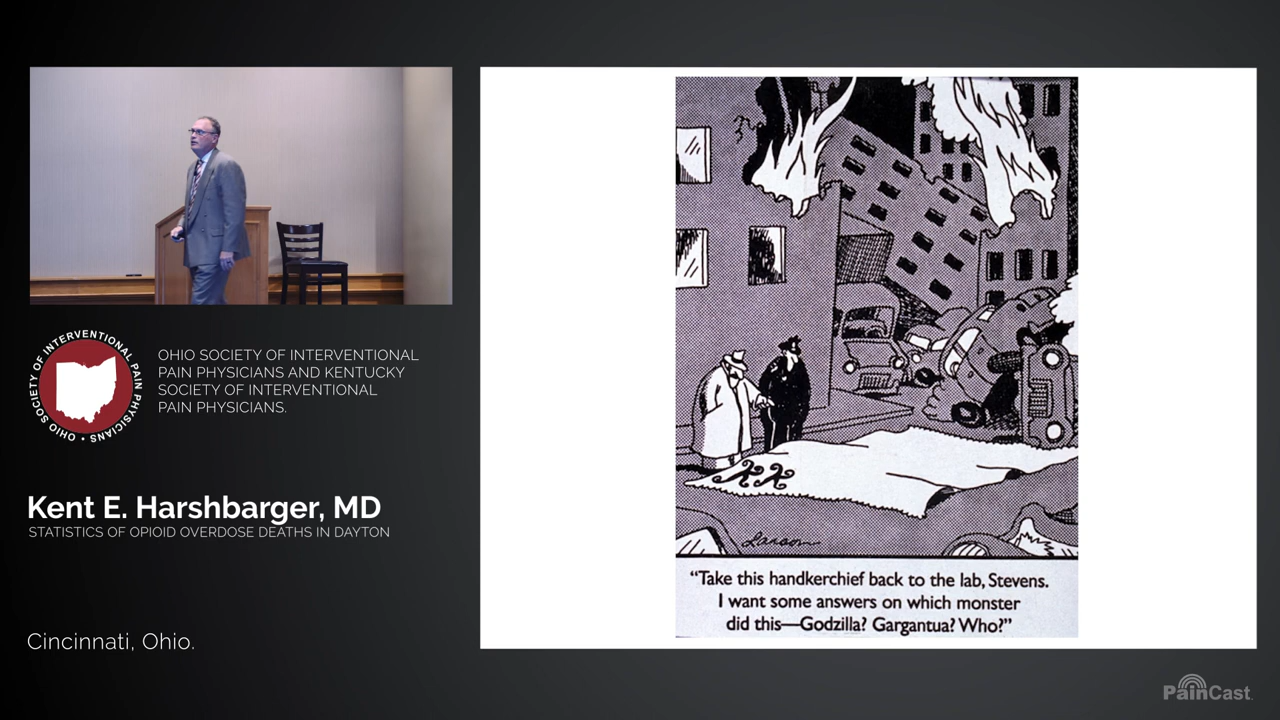 OHIO SOCIETY OF INTERVENTIONAL PAIN PHYSICIANS
OHIO SOCIETY OF INTERVENTIONAL
PAIN PHYSICIANS AND KENTUCKY
SOCIETY OF INTERVENTIONAL
PAIN PHYSICIANS.
Kent E. Harshbarger, MD
STATISTICS OF OPIOID OVERDOSE DEATHS IN DAYTON
Cincinnati, Ohio.
KK
Larson
“Take this handkerchief back to the lab, Stevens.
I want some answers on which monster
did this—Godzilla? Gargantua? Who?”
PainCast